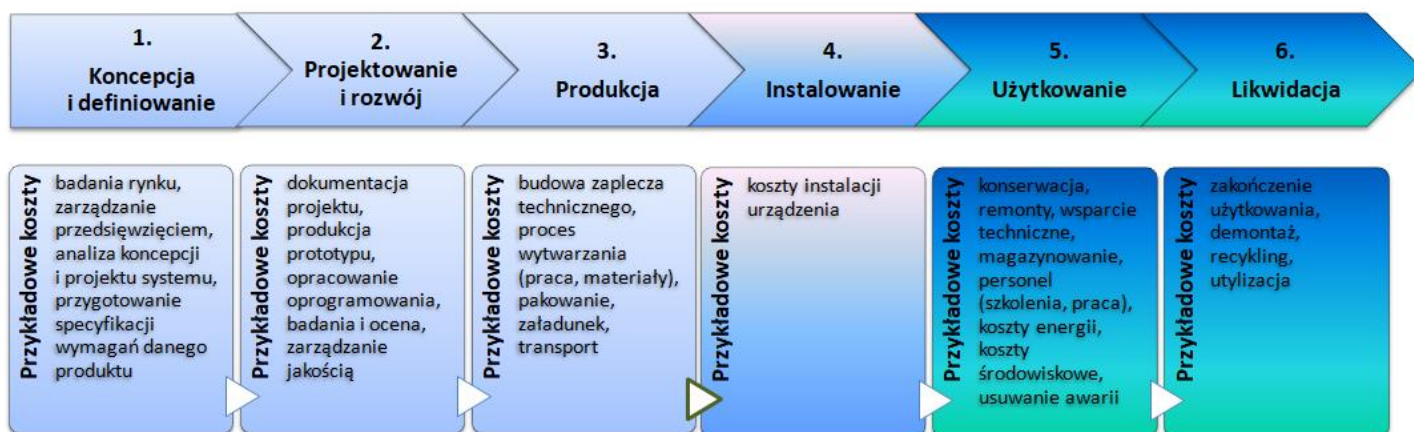 1.
Koncepcja
i definiowanie
2.
Projektowanie
i rozwój
3.
Produkcja
4.
Instalowanie
5.
Użytkowanie
6.
Likwidacja
Przykładowe koszty
badania rynku,
zarządzanie
przedsięwzięciem,
analiza koncepcji
i projektu systemu,
przygotowanie
specyfikacji
wymagań danego
produktu
Przykładowe koszty
dokumentacja
projektu,
produkcja
prototypu,
opracowanie
oprogramowania,
badania i ocena,
zarządzanie
jakością
Przykładowe koszty
budowa zaplecza
technicznego,
proces
wytwarzania
(praca, materiały),
pakowanie,
załadunek,
transport
Przykładowe koszty
koszty instalacji
urządzenia
Przykładowe koszty
konserwacja,
remonty, wsparcie
techniczne,
magazynowanie,
personel
(szkolenia, praca),
koszty energii,
koszty
środowiskowe,
usuwanie awarii
Przykładowe koszty
zakończenie
użytkowania,
demontaż,
recykling,
utylizacja